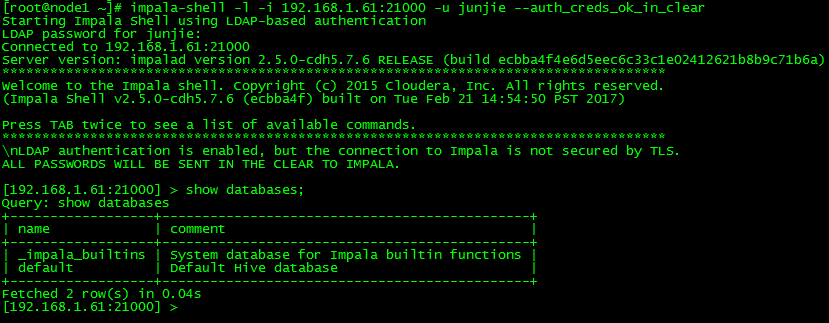 [root@node1 ~]# impala-shell -l -i 192.168.1.61:21000 -u junjie --auth_creds_ok_in_clear
Starting Impala Shell using LDAP-based authentication
LDAP password for junjie:
Connected to 192.168.1.61:21000
Server version: impalad version 2.5.0-cdh5.7.6 RELEASE (build ecbba4f4e6d5eec6c33c1e02412621b8b9c71b6a)
***********************************************************************************
Welcome to the Impala shell. Copyright (c) 2015 Cloudera, Inc. All rights reserved.
(Impala Shell v2.5.0-cdh5.7.6 (ecbba4f) built on Tue Feb 21 14:54:50 PST 2017)

Press TAB twice to see a list of available commands.
***********************************************************************************
\nLDAP authentication is enabled, but the connection to Impala is not secured by TLS.
ALL PASSWORDS WILL BE SENT IN THE CLEAR TO IMPALA.

[192.168.1.61:21000] > show databases;
Query: show databases
+------------------+----------------------------------------------+
| name             | comment                                      |
+------------------+----------------------------------------------+
| _impala_builtins | System database for Impala builtin functions |
| default          | Default Hive database                        |
+------------------+----------------------------------------------+
Fetched 2 row(s) in 0.04s
[192.168.1.61:21000] >